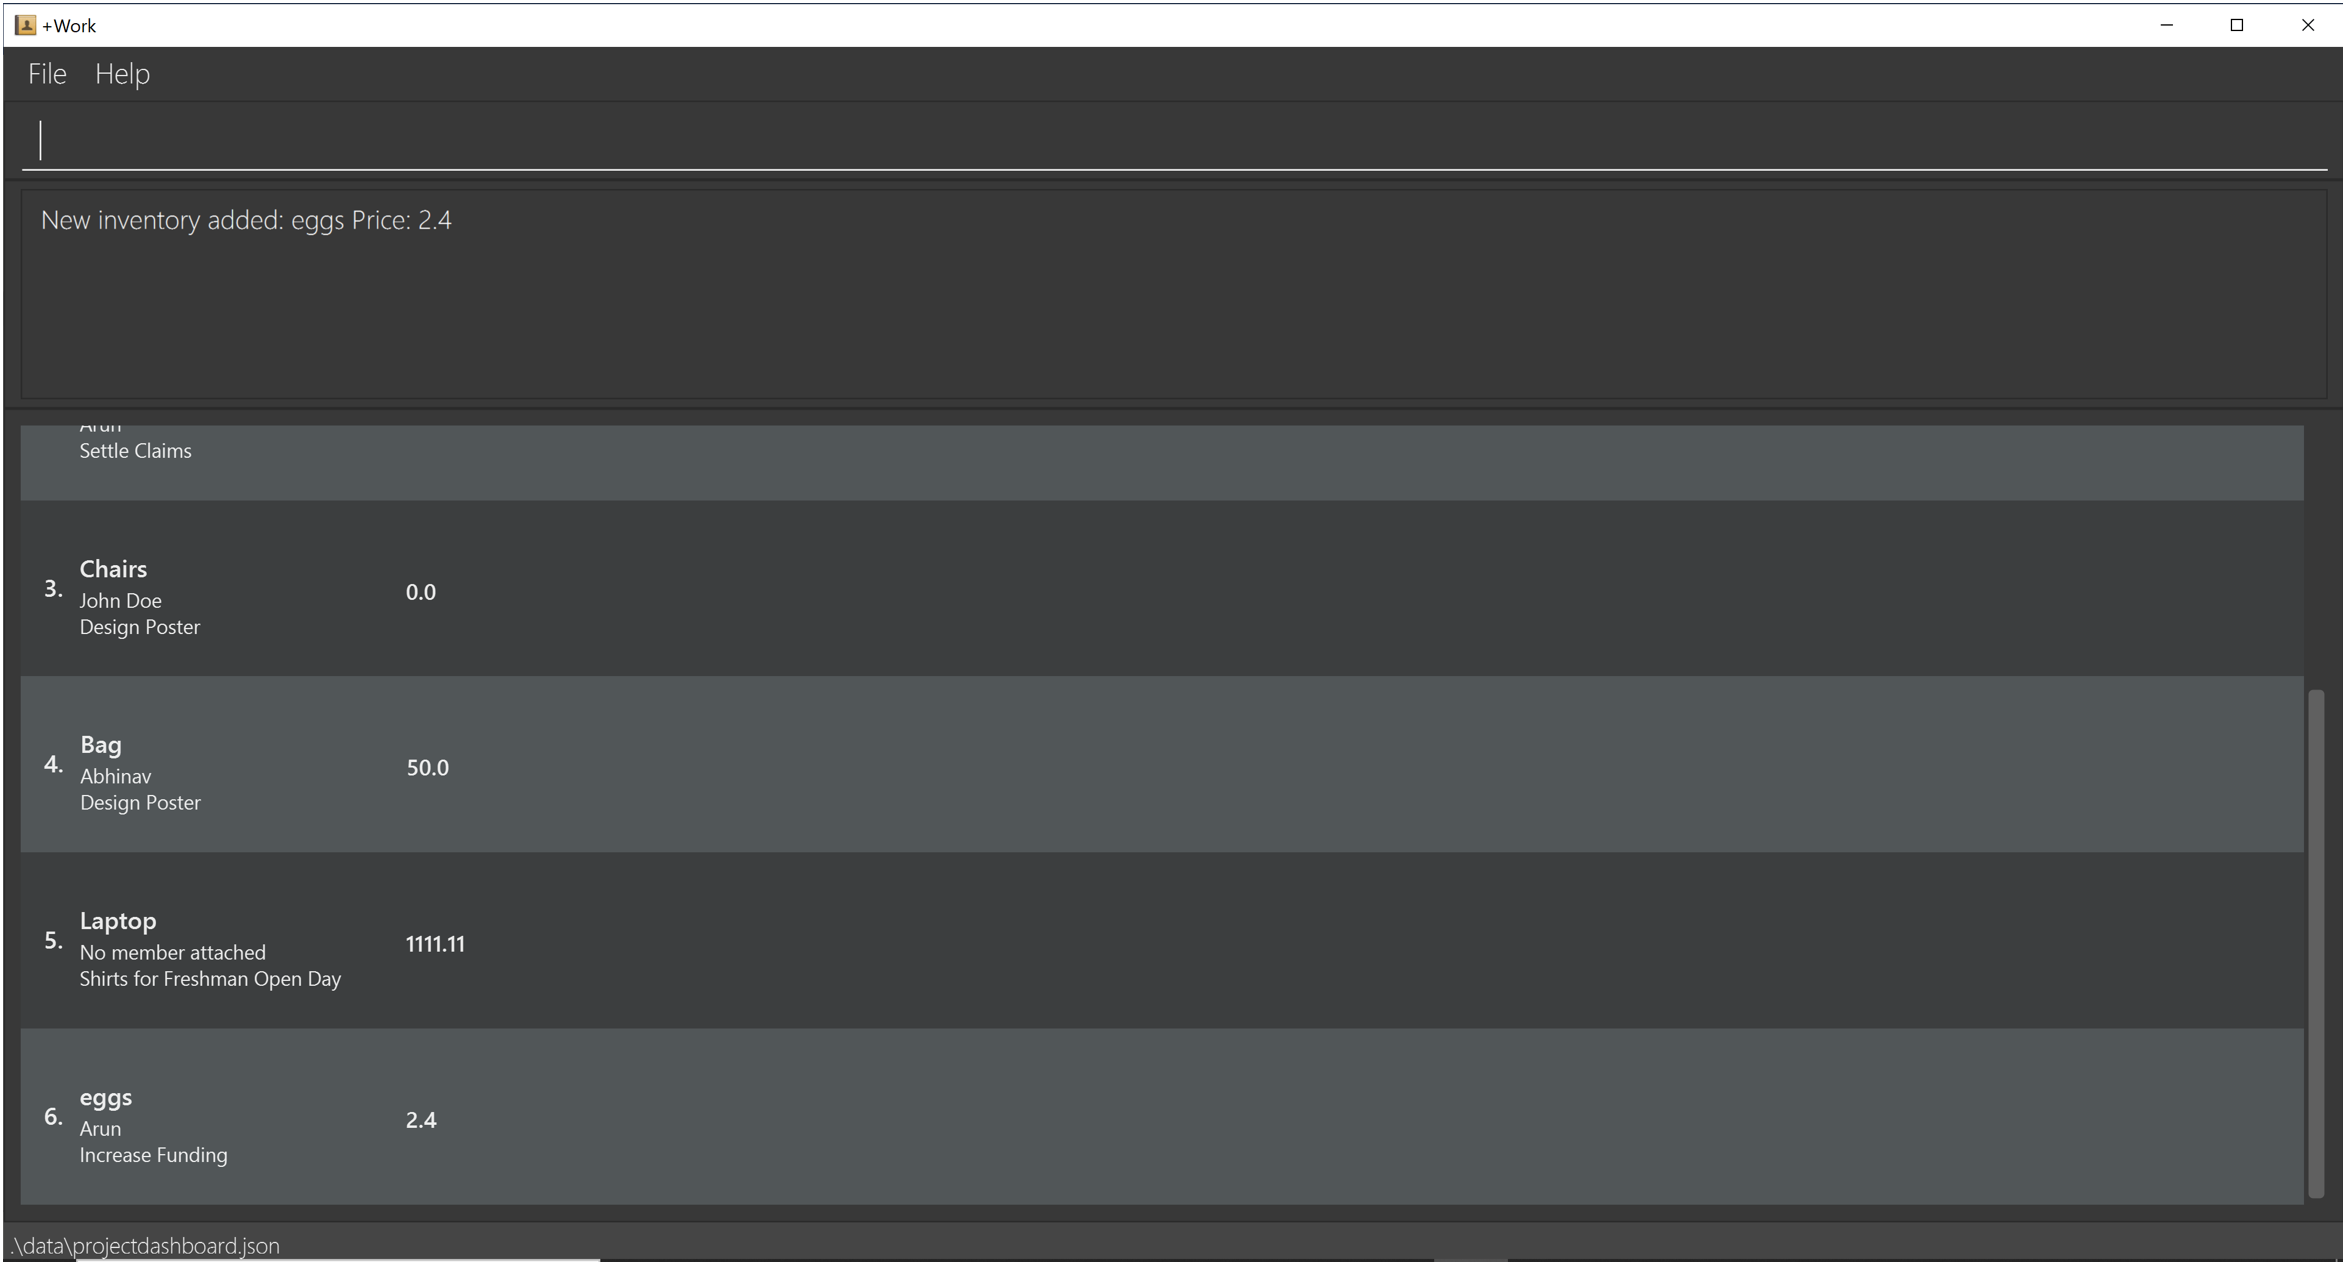 +Work
File Help
New inventory added: eggs Price: 2.4
Arun
Settle Claims
3. Chairs
John Doe
Design Poster
0.0
4. Bag
Abhinav
Design Poster
50.0
5. Laptop
No member attached
Shirts for Freshman Open Day
1111.11
6. eggs
Arun
Increase Funding
2.4
.\data\projectdashboard.json